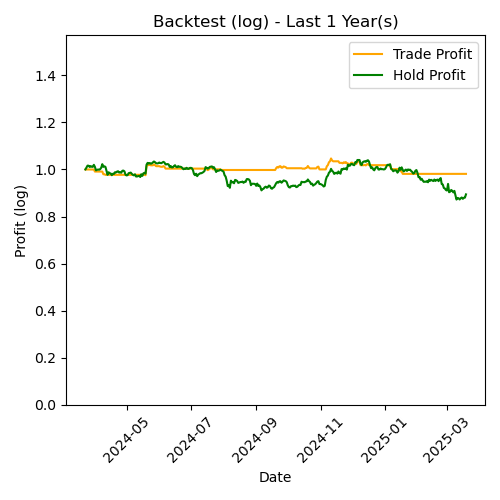 Backtest (log) - Last 1 Year(s)
Trade Profit
Hold Profit
Profit (log)
1.4
1.2
1.0
0.8
0.6
0.4
0.2
0.0
2024-05
2024-07
2024-09
2024-11
2025-01
2025-03
Date